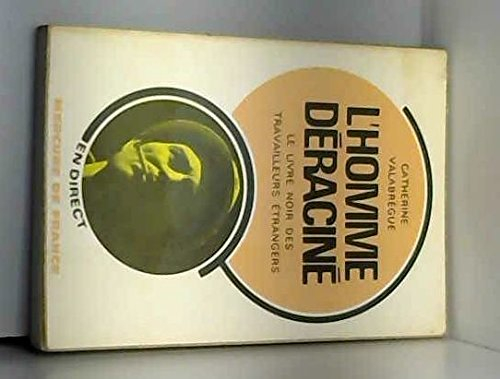 CATHERINE
VALABRÈGUE
L'HOMME
DÉRACINÉ
LE LIVRE NOIR DES
TRAVAILLEURS ÉTRANGERS
EN DIRECT
MERCURE DE FRANCE